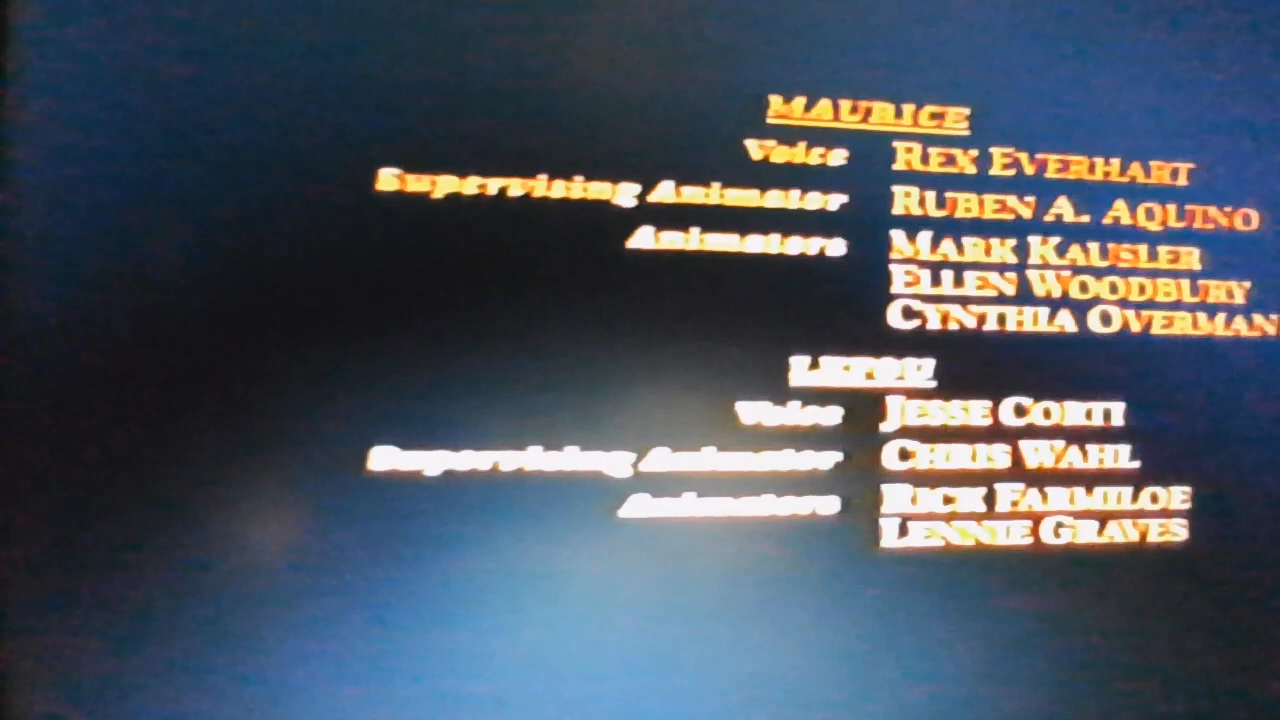 MAURICE
Voice REX EVERHART
Supervising Animator RUBEN A. AQUINO
Animators MARK KAUSLER
ELLEN WOODBURY
CYNTHIA OVERMAN
LEFOU
Voice JESSE CORTI
Supervising Animator CHRIS WAHL
Animators RICK FARMILOE
LENNIE GRAVES